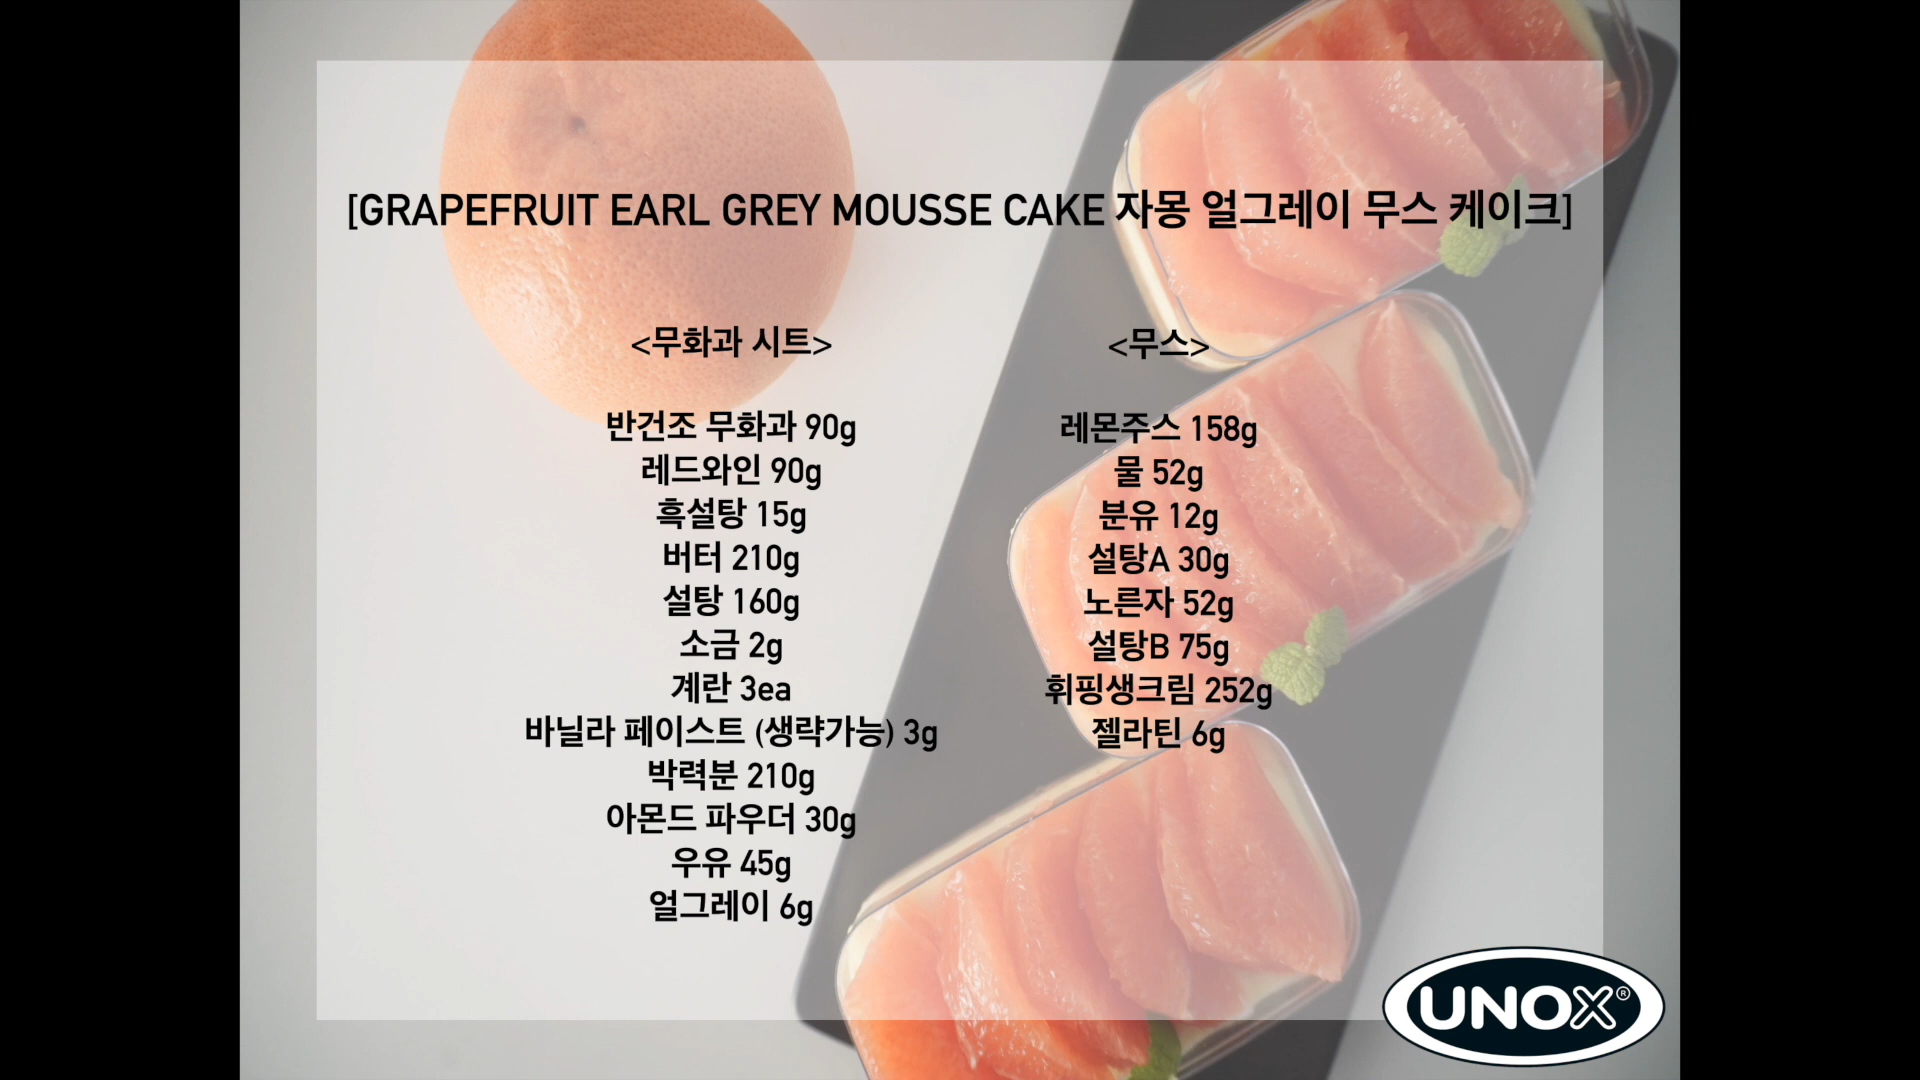 [GRAPEFRUIT EARL GREY MOUSSE CAKE 자몽 얼그레이 무스 케이크]
<무화과 시트>
반건조 무화과 90g
레드와인 90g
흑설탕 15g
버터 210g
설탕 160g
소금 2g
계란 3ea
바닐라 페이스트 (생략가능) 3g
박력분 210g
아몬드 파우더 30g
우유 45g
얼그레이 6g
<무스>
레몬주스 158g
물 52g
분유 12g
설탕A 30g
노른자 52g
설탕B 75g
휘핑생크림 252g
젤라틴 6g
UNOX®